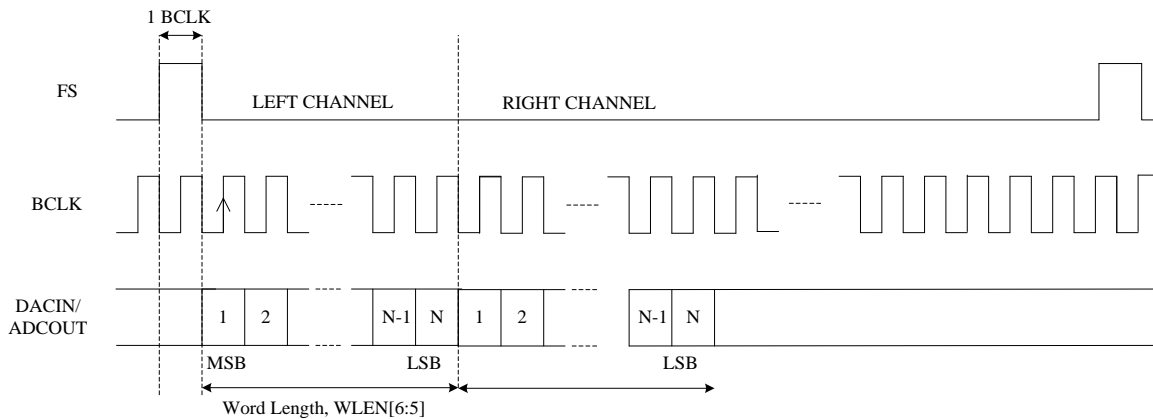 1 BCLK
FS
LEFT CHANNEL RIGHT CHANNEL
BCLK
DACIN/
ADCOUT
1 2 N-1 N 1 2 N-1 N
MSB LSB LSB
Word Length, WLEN[6:5]